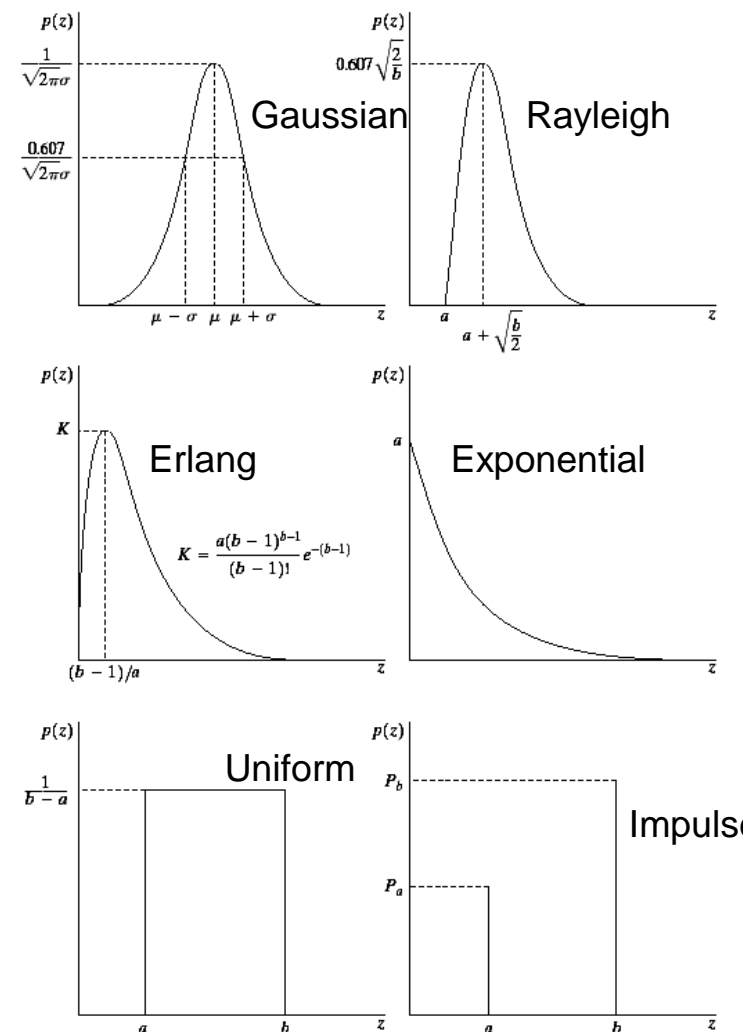 p(z)
1/√2πσ
Gaussian
0.607/√2πσ
μ − σ μ μ + σ z
p(z)
0.607√2/b
Rayleigh
a z
a + √b/2
p(z)
K
Erlang
K = a(b − 1)^b−1/(b − 1)! e^−(b−1)
(b − 1)/a z
p(z)
a
Exponential
z
p(z)
Uniform
1/b − a
a b z
p(z)
P_b
Impulse
P_a
a b z